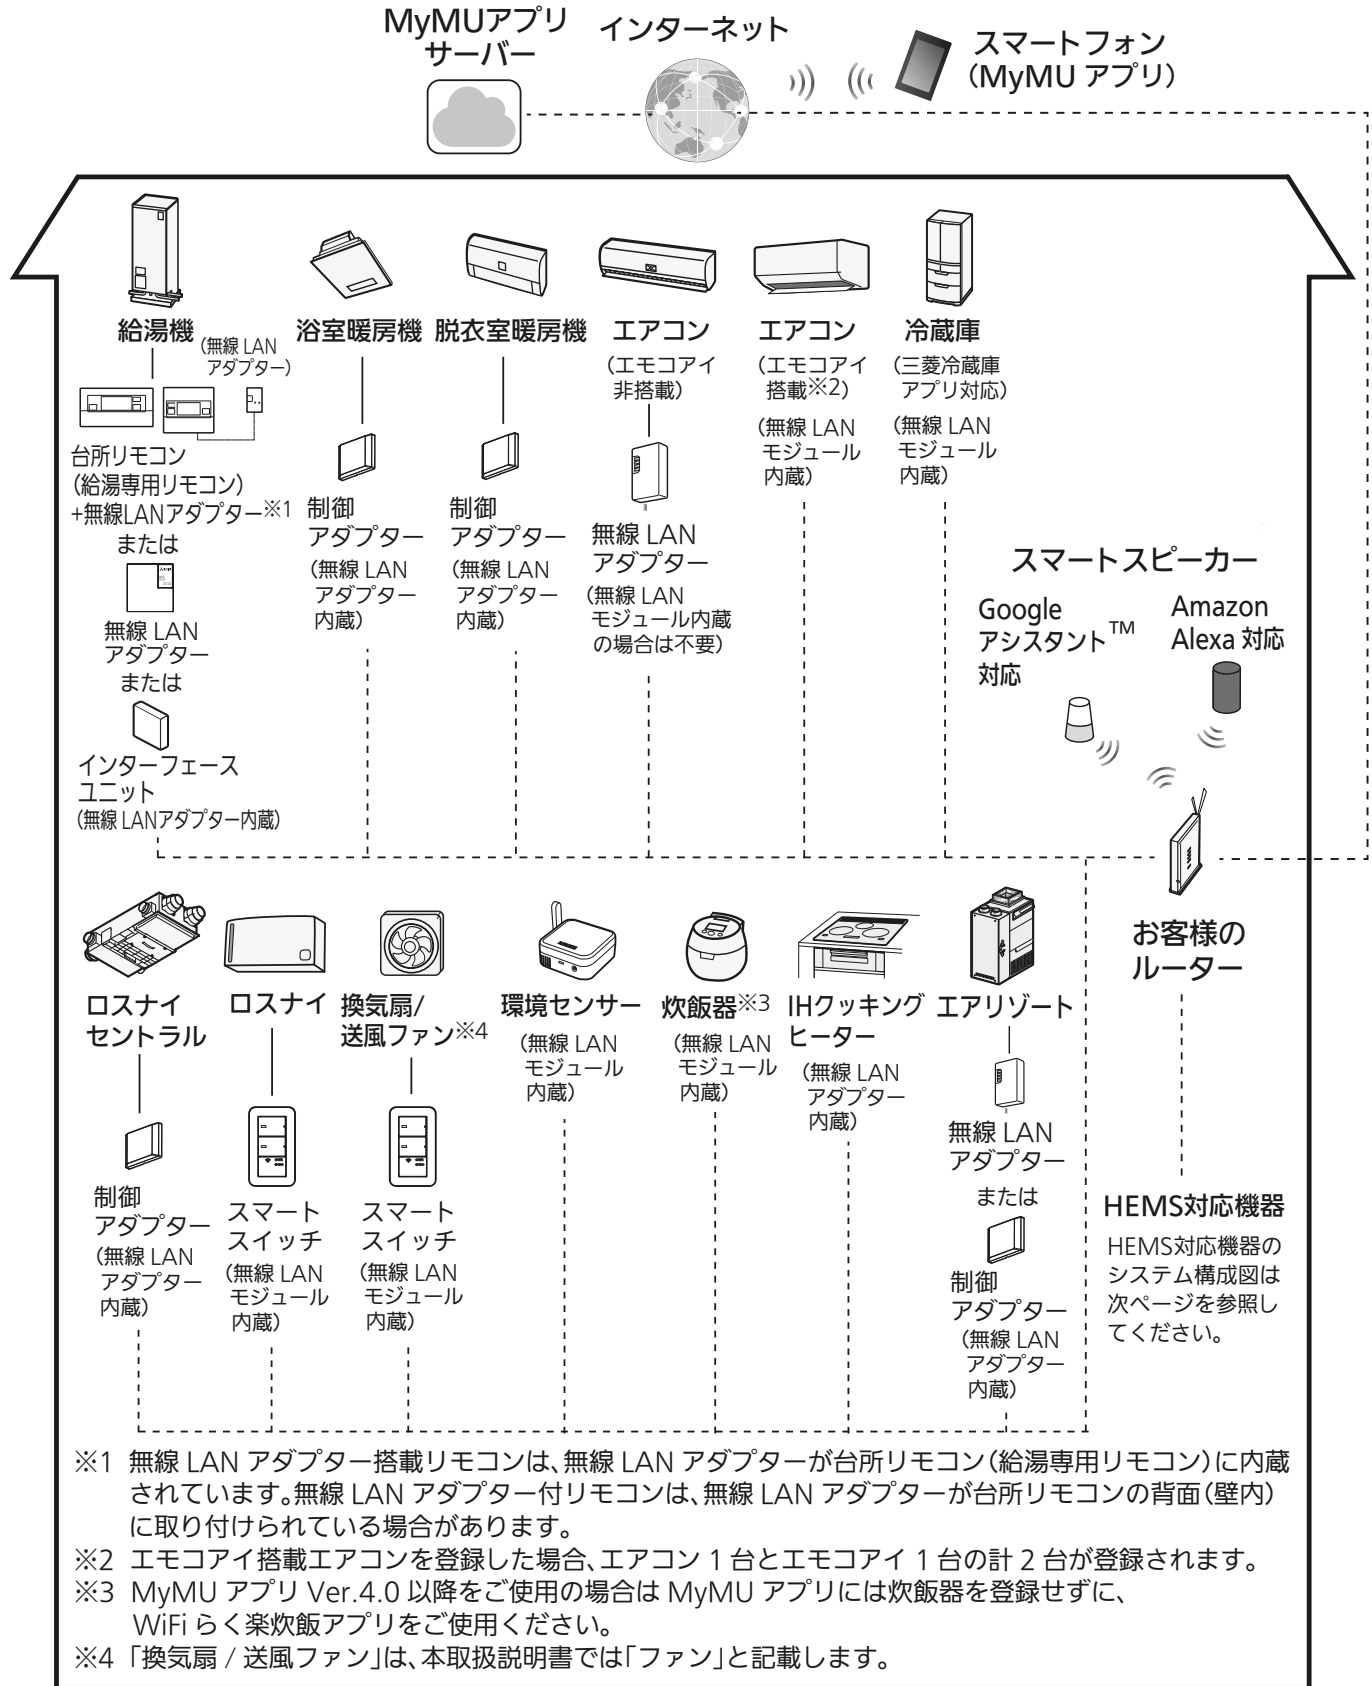 MyMUアプリ
サーバー
インターネット
スマートフォン
（MyMU アプリ）
給湯機
（無線 LAN
アダプター）
台所リモコン
（給湯専用リモコン）
+無線LANアダプター※1
または
無線 LAN
アダプター
または
インターフェース
ユニット
（無線 LANアダプター内蔵）
浴室暖房機
制御
アダプター
（無線 LAN
アダプター
内蔵）
脱衣室暖房機
制御
アダプター
（無線 LAN
アダプター
内蔵）
エアコン
（エモコアイ
非搭載）
無線 LAN
アダプター
（無線 LAN
モジュール内蔵
の場合は不要）
エアコン
（エモコアイ
搭載※2）
（無線 LAN
モジュール
内蔵）
冷蔵庫
（三菱冷蔵庫
アプリ対応）
（無線 LAN
モジュール
内蔵）
スマートスピーカー
Google
アシスタント™
対応
Amazon
Alexa 対応
お客様の
ルーター
HEMS対応機器
HEMS対応機器の
システム構成図は
次ページを参照し
てください。
ロスナイ
セントラル
制御
アダプター
（無線 LAN
アダプター
内蔵）
ロスナイ
スマート
スイッチ
（無線 LAN
モジュール
内蔵）
換気扇/
送風ファン※4
スマート
スイッチ
（無線 LAN
モジュール
内蔵）
環境センサー
（無線 LAN
モジュール
内蔵）
炊飯器※3
（無線 LAN
モジュール
内蔵）
IHクッキング
ヒーター
（無線 LAN
アダプター
内蔵）
エアリゾート
無線 LAN
アダプター
または
制御
アダプター
（無線 LAN
アダプター
内蔵）
※1 無線 LAN アダプター搭載リモコンは、無線 LAN アダプターが台所リモコン（給湯専用リモコン）に内蔵
されています。無線 LAN アダプター付リモコンは、無線 LAN アダプターが台所リモコンの背面（壁内）
に取り付けられている場合があります。
※2 エモコアイ搭載エアコンを登録した場合、エアコン 1 台とエモコアイ 1 台の計 2 台が登録されます。
※3 MyMU アプリ Ver.4.0 以降をご使用の場合は MyMU アプリには炊飯器を登録せずに、
WiFi らく楽炊飯アプリをご使用ください。
※4 「換気扇 / 送風ファン」は、本取扱説明書では「ファン」と記載します。